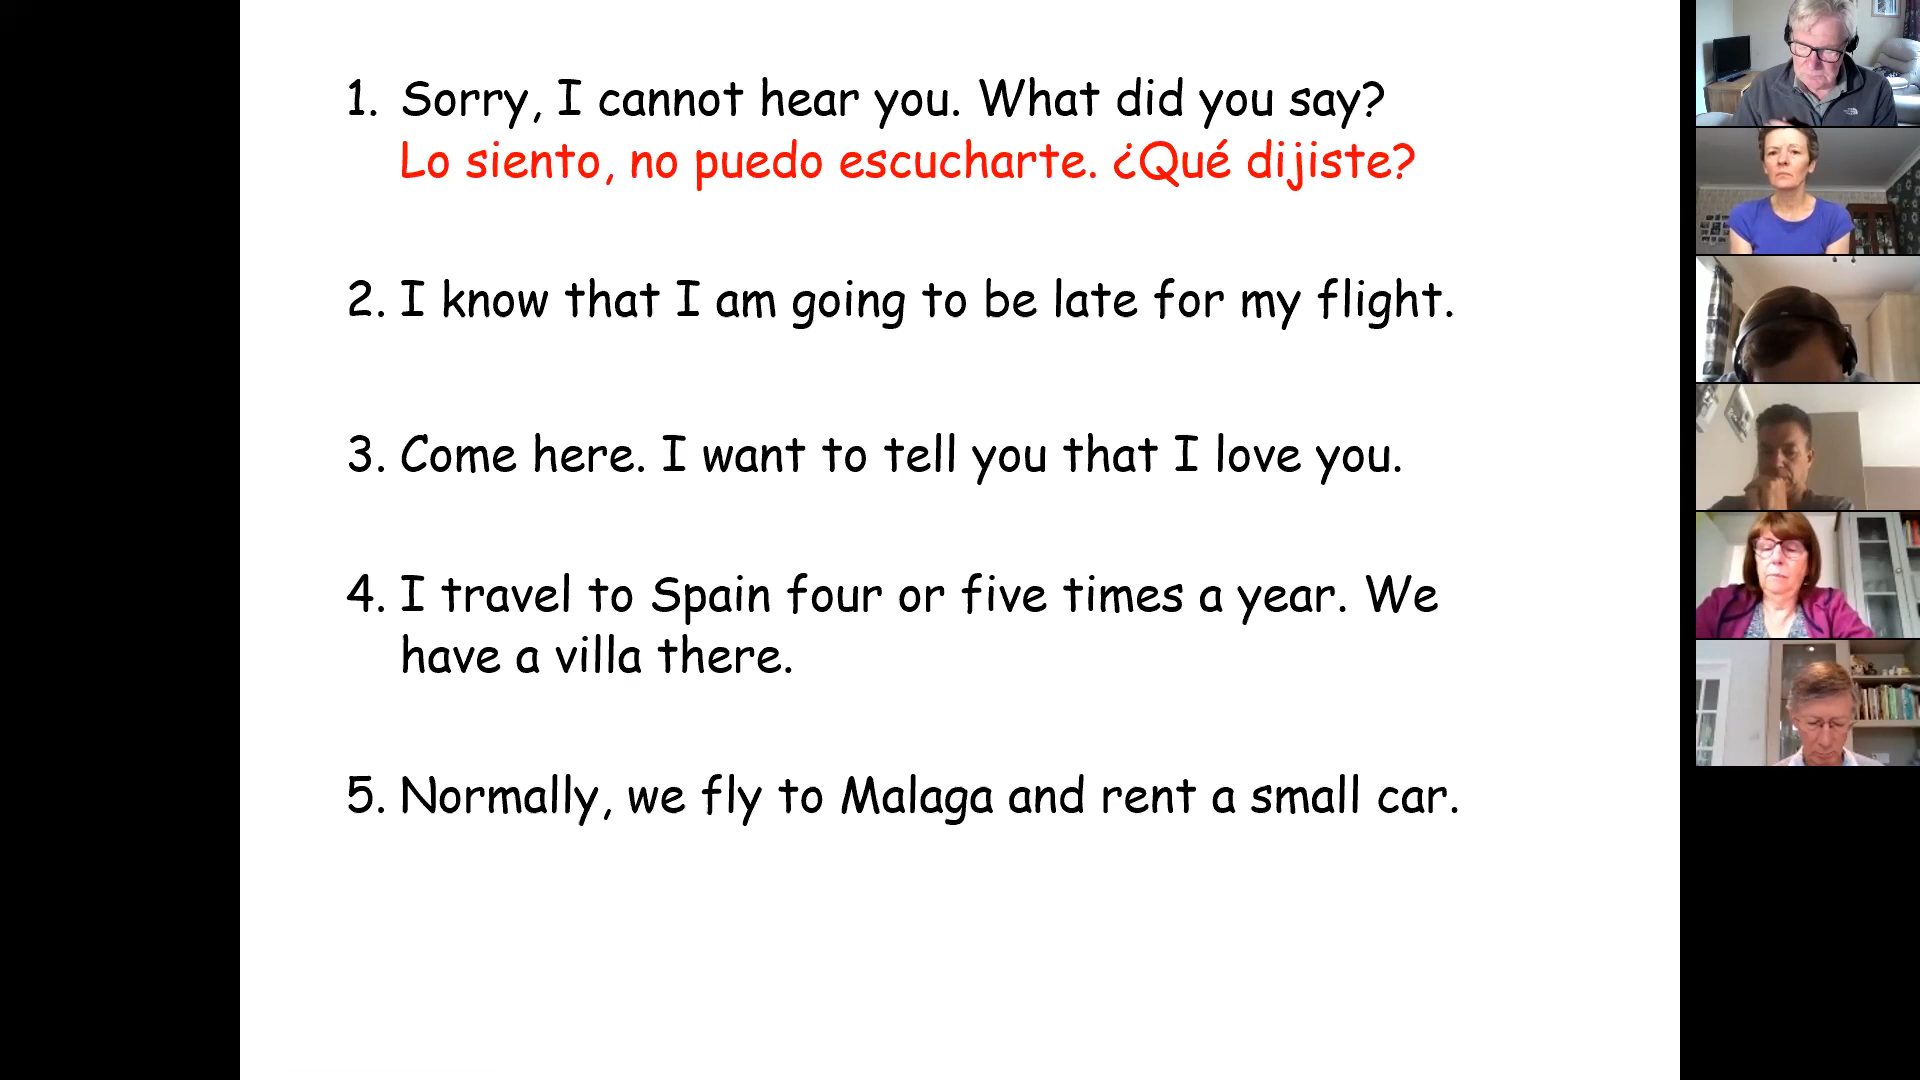 1. Sorry, I cannot hear you. What did you say?
Lo siento, no puedo escucharte. ¿Qué dijiste?
2. I know that I am going to be late for my flight.
3. Come here. I want to tell you that I love you.
4. I travel to Spain four or five times a year. We
have a villa there.
5. Normally, we fly to Malaga and rent a small car.